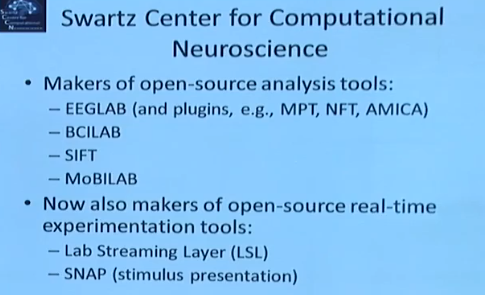 Swartz Center for Computational
Neuroscience
• Makers of open-source analysis tools:
– EEGLAB (and plugins, e.g., MPT, NFT, AMICA)
– BCILAB
– SIFT
– MoBILAB
• Now also makers of open-source real-time
experimentation tools:
– Lab Streaming Layer (LSL)
– SNAP (stimulus presentation)